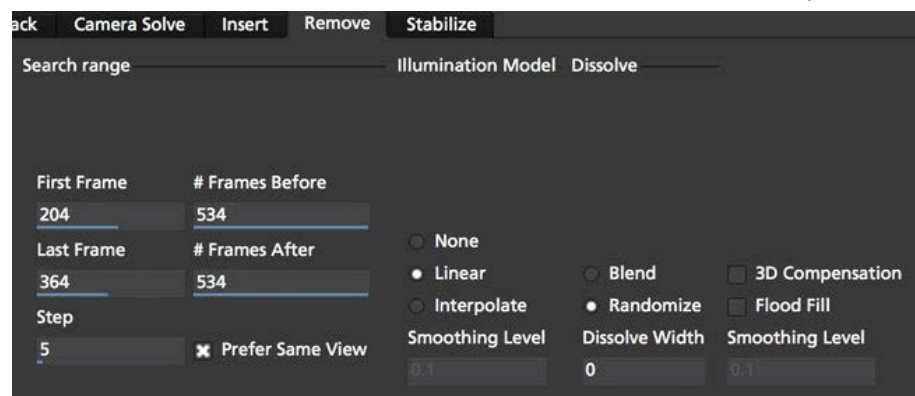 ack Camera Solve Insert Remove Stabilize
Search range Illumination Model Dissolve
First Frame # Frames Before
204 534
Last Frame # Frames After
364 534
Step
5 Prefer Same View
None
Linear
Interpolate
Smoothing Level
0.1
Blend
Randomize
Dissolve Width
0
3D Compensation
Flood Fill
Smoothing Level
0.1